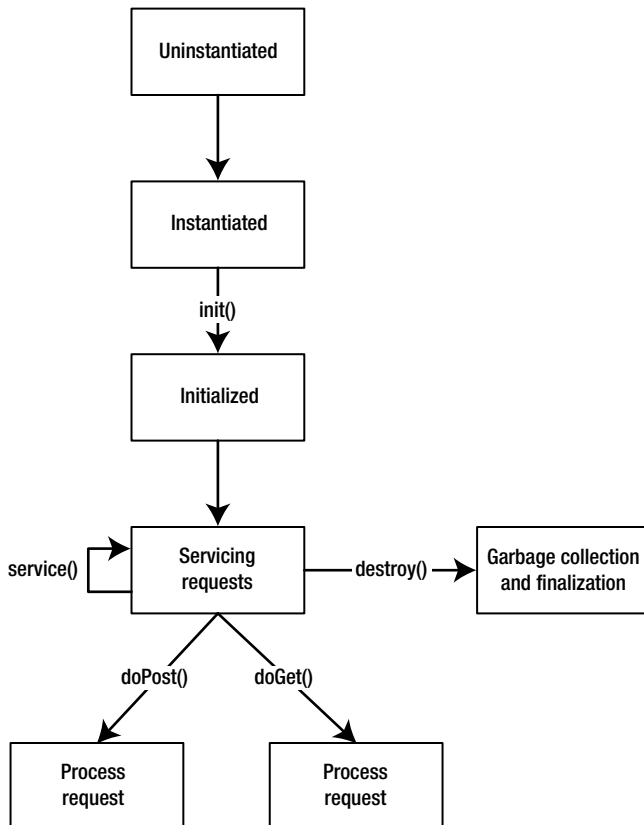 Uninstantiated
Instantiated
init()
Initialized
service()
Servicing
requests
destroy()
Garbage collection
and finalization
doPost()
doGet()
Process
request
Process
request